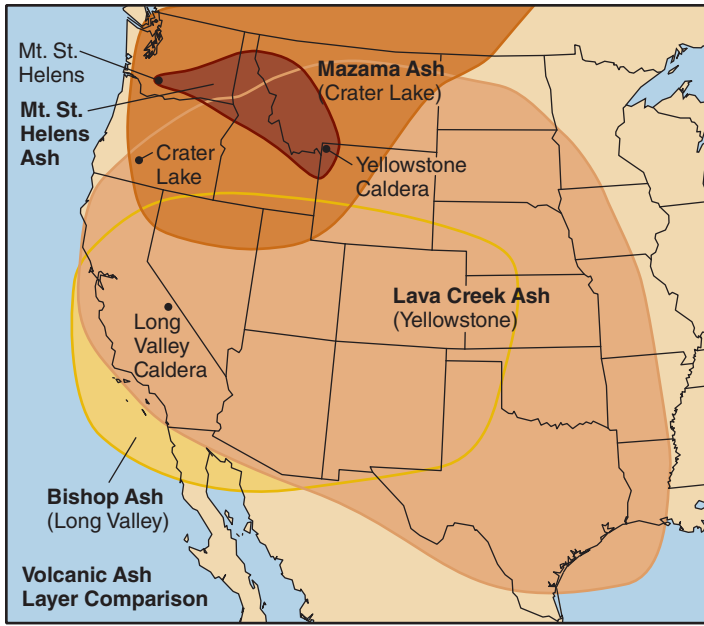 Mt. St.
Helens
Mt. St.
Helens
Ash
Mazama Ash
(Crater Lake)
Crater
Lake
Yellowstone
Caldera
Lava Creek Ash
(Yellowstone)
Long
Valley
Caldera
Bishop Ash
(Long Valley)
Volcanic Ash
Layer Comparison